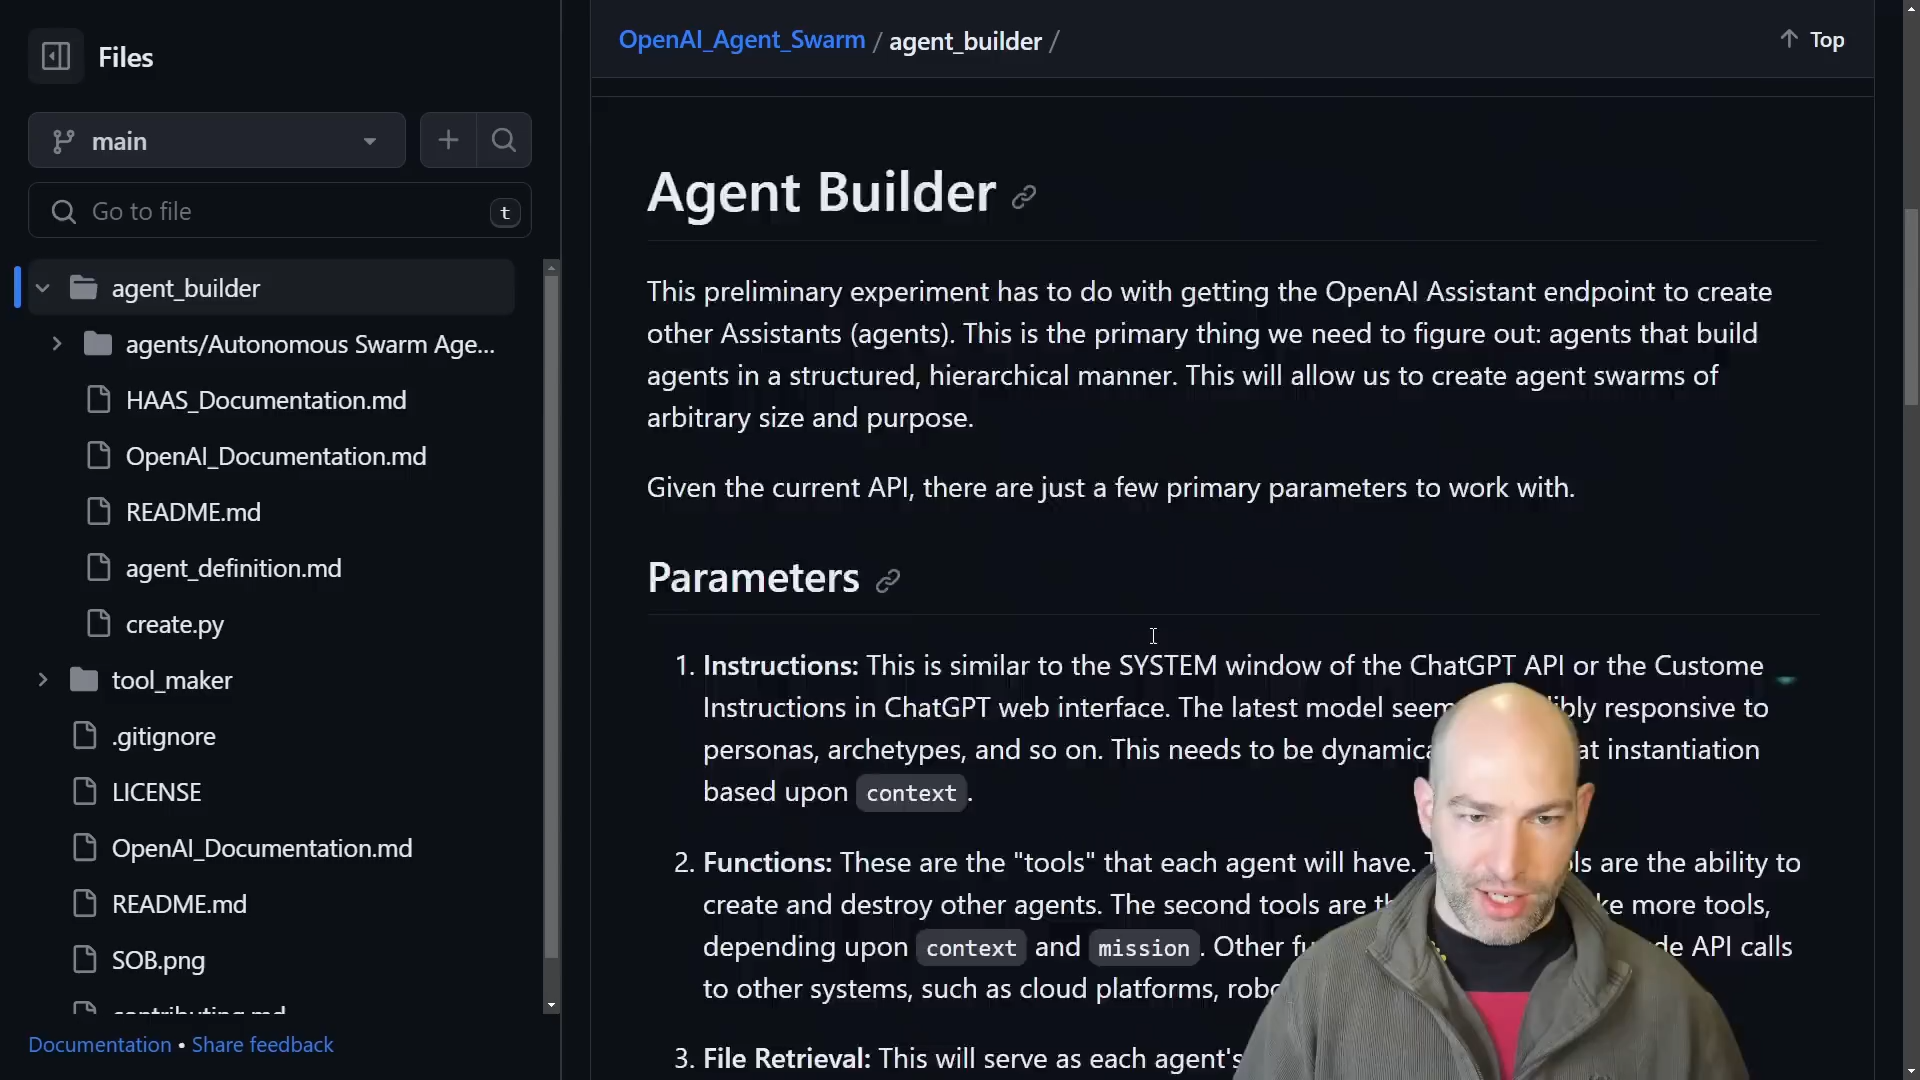 Files
main
Go to file
t
agent_builder
agents/Autonomous Swarm Age...
HAAS_Documentation.md
OpenAI_Documentation.md
README.md
agent_definition.md
create.py
tool_maker
.gitignore
LICENSE
OpenAI_Documentation.md
README.md
SOB.png
contributing.md
Documentation • Share feedback
OpenAI_Agent_Swarm / agent_builder /
Top
Agent Builder
This preliminary experiment has to do with getting the OpenAI Assistant endpoint to create
other Assistants (agents). This is the primary thing we need to figure out: agents that build
agents in a structured, hierarchical manner. This will allow us to create agent swarms of
arbitrary size and purpose.
Given the current API, there are just a few primary parameters to work with.
Parameters
1. Instructions: This is similar to the SYSTEM window of the ChatGPT API or the Custome
Instructions in ChatGPT web interface. The latest model responsive to
personas, archetypes, and so on. This needs to be at instantiation
based upon context.
2. Functions: These are the "tools" that each agent will have. are the ability to
create and destroy other agents. The second tools are more tools,
depending upon context and mission. Other API calls
to other systems, such as cloud platforms,
3. File Retrieval: This will serve as each agent's